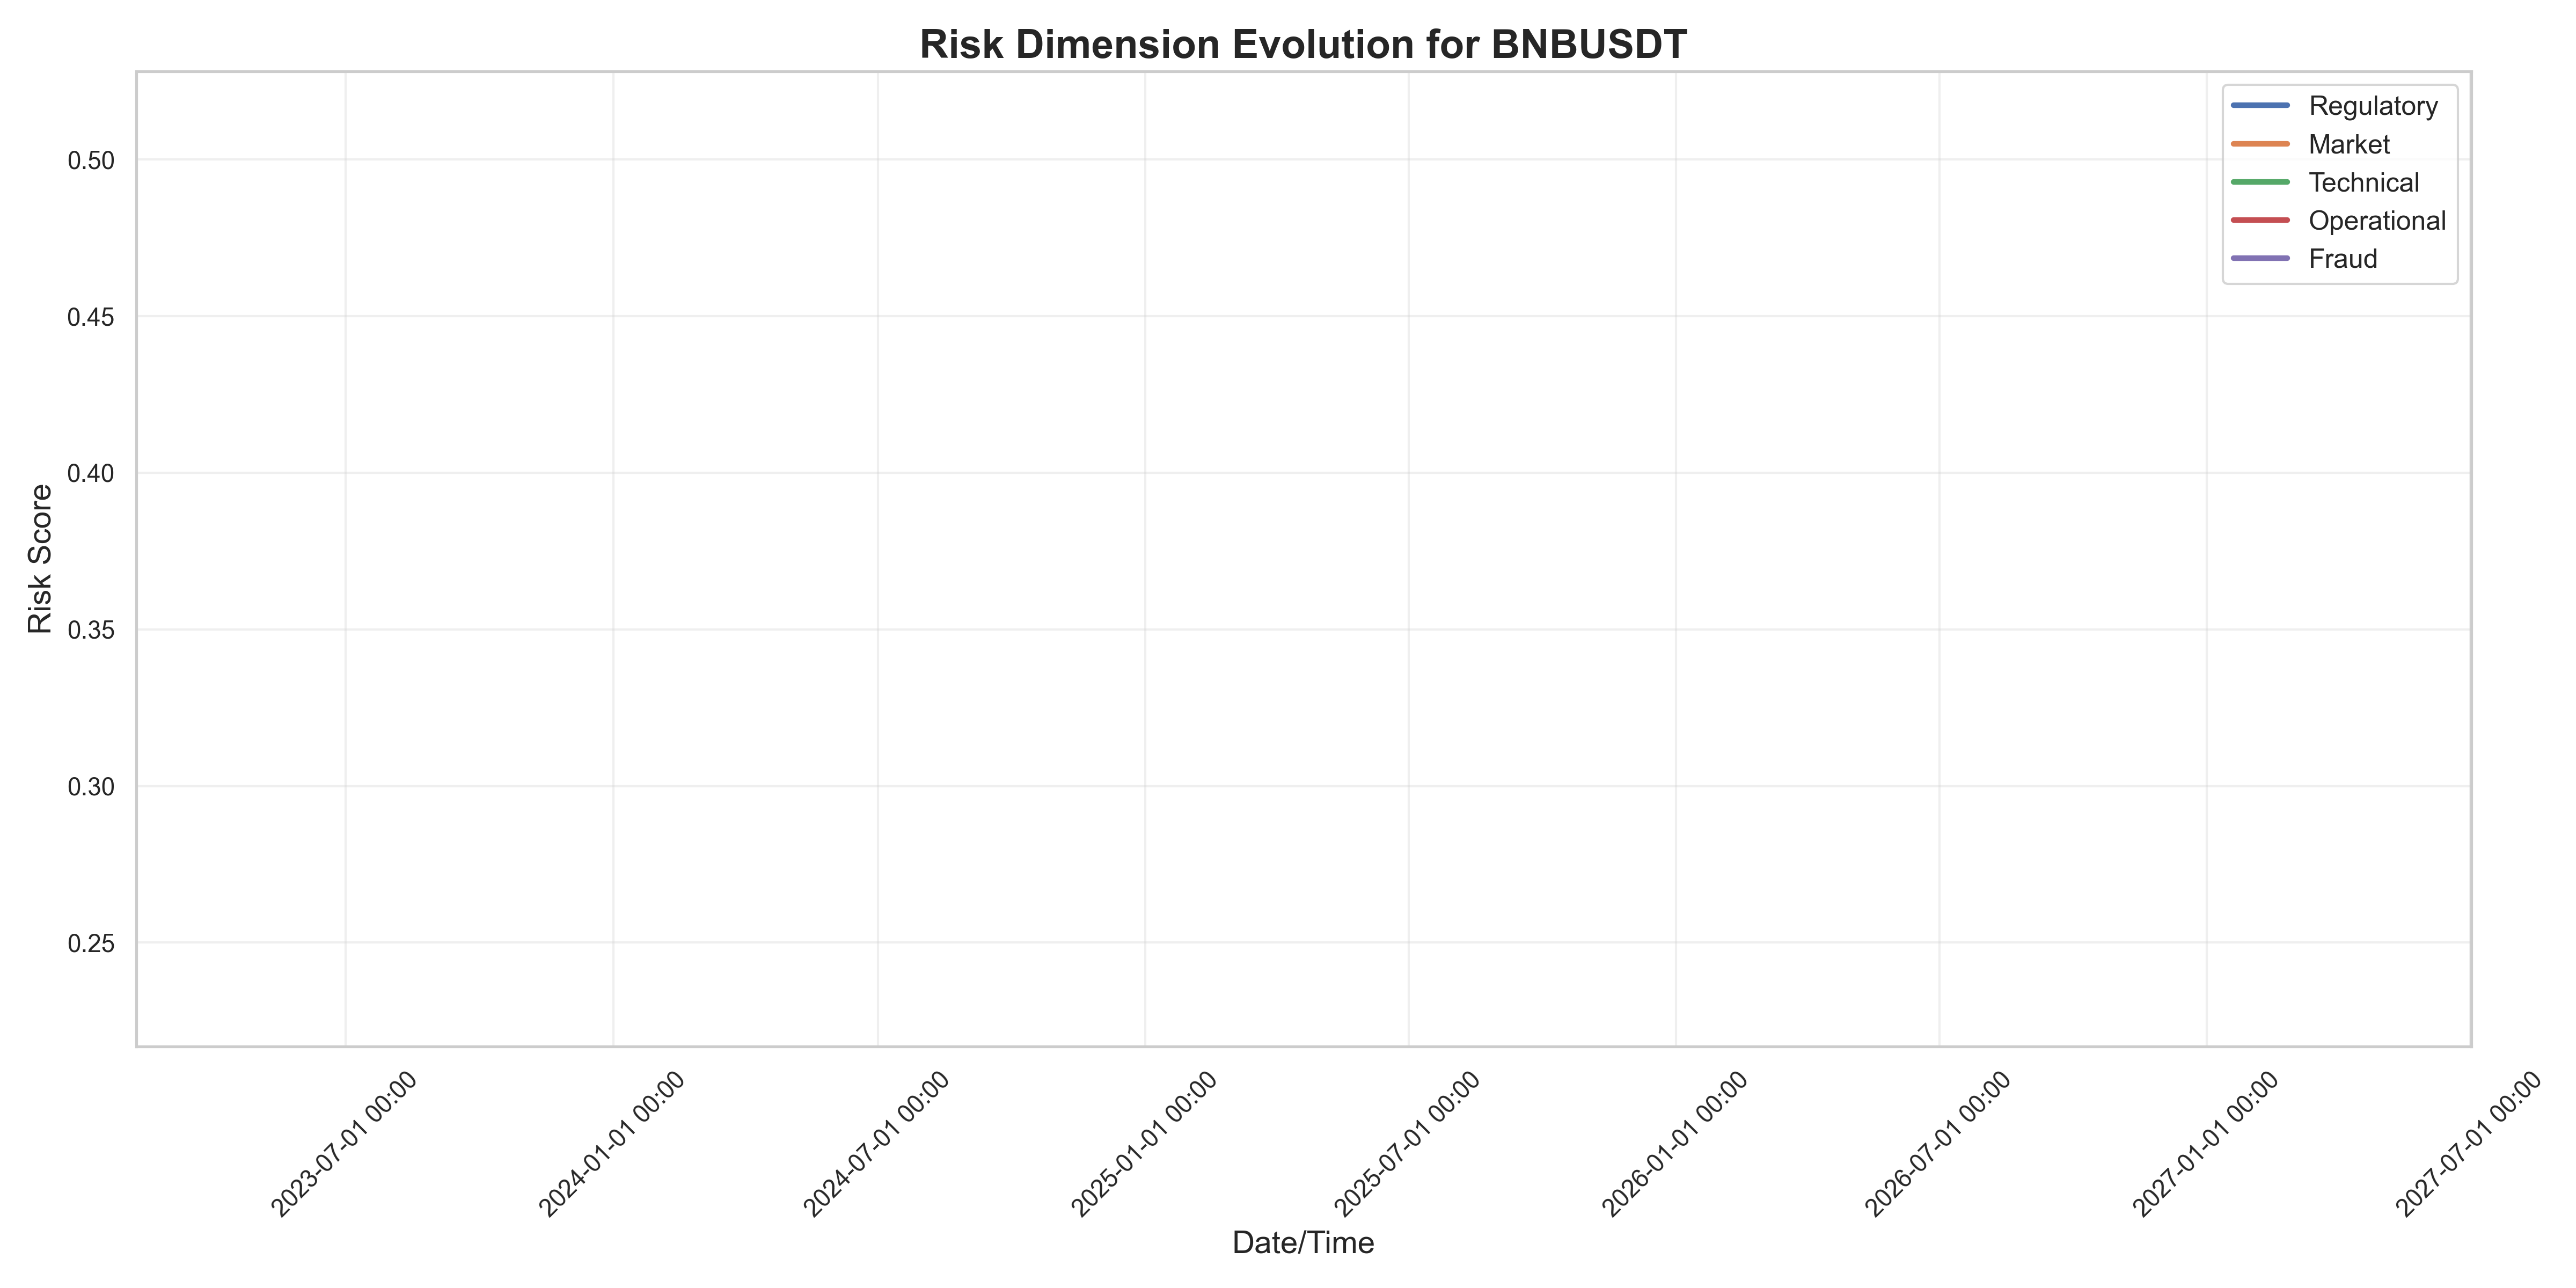 Risk Dimension Evolution for BNBUSDT
Regulatory
Market
Technical
Operational
Fraud
Risk Score
0.50
0.45
0.40
0.35
0.30
0.25
2023-07-01 00:00
2024-01-01 00:00
2024-07-01 00:00
2025-01-01 00:00
2025-07-01 00:00
2026-01-01 00:00
2026-07-01 00:00
2027-01-01 00:00
2027-07-01 00:00
Date/Time